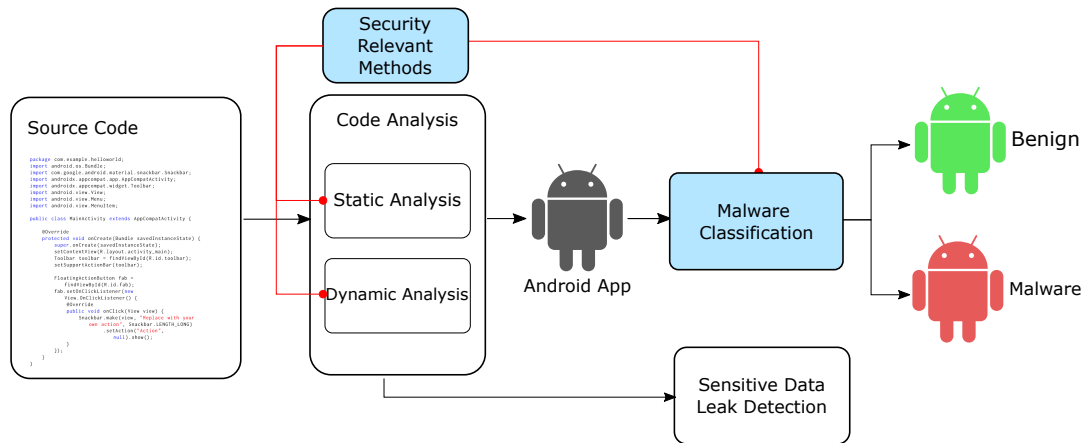 Security
Relevant
Methods
Source Code
package com.example.helloworld;
import android.os.Bundle;
import com.google.android.material.snackbar.Snackbar;
import androidx.appcompat.app.AppCompatActivity;
import androidx.appcompat.widget.Toolbar;
import android.view.View;
import android.view.Menu;
import android.view.MenuItem;
public class MainActivity extends AppCompatActivity {
@Override
protected void onCreate(Bundle savedInstanceState) {
super.onCreate(savedInstanceState);
setContentView(R.layout.activity_main);
Toolbar toolbar = findViewById(R.id.toolbar);
setSupportActionBar(toolbar);
FloatingActionButton fab =
findViewById(R.id.fab);
fab.setOnClickListener(new
View.OnClickListener() {
@Override
public void onClick(View view) {
Snackbar.make(view, "Replace with your
own action", Snackbar.LENGTH_LONG)
.setAction("Action",
null).show();
}
});
}
}
Code Analysis
Static Analysis
Dynamic Analysis
Android App
Malware
Classification
Benign
Malware
Sensitive Data
Leak Detection